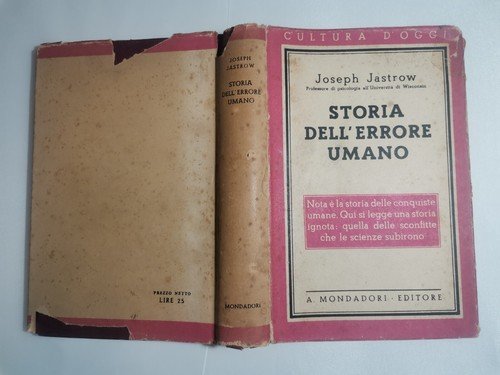 CULTURA D'OGGI
Joseph Jastrow
Professore di psicologia all'Università di Wisconsin
STORIA
DELL'ERRORE
UMANO
Nota è la storia delle conquiste
umane. Qui si legge una storia
ignota: quella delle sconfitte
che le scienze subirono
A. MONDADORI · EDITORE
JOSEPH
JASTROW
STORIA
DELL'ERRORE
UMANO
MONDADORI
PREZZO NETTO
LIRE 25